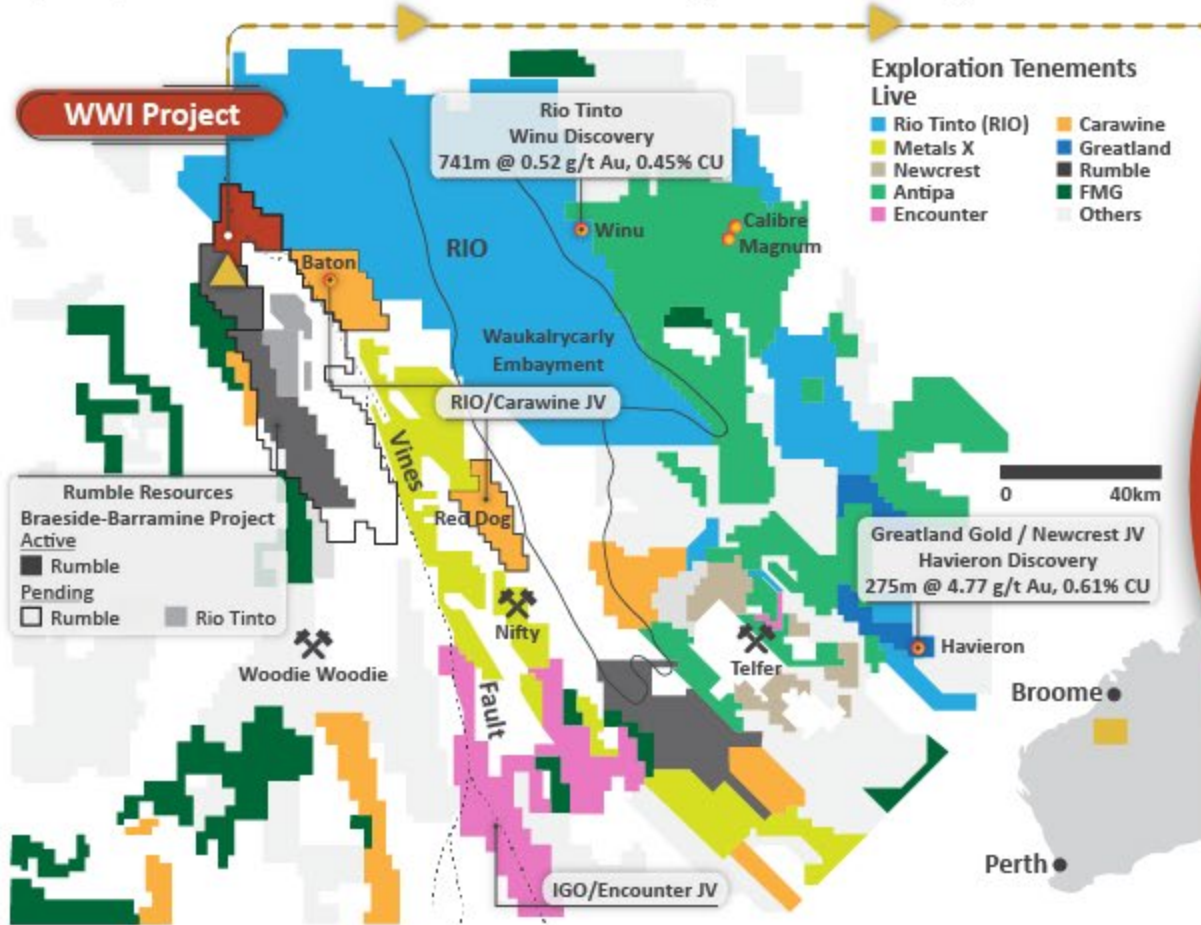 WWI Project
Rio Tinto
Winu Discovery
741m @ 0.52 g/t Au, 0.45% CU
Exploration Tenements
Live
Rio Tinto (RIO)
Metals X
Newcrest
Antipa
Encounter
Carawine
Greatland
Rumble
FMG
Others
Winu
Calibre
Magnum
RIO
Baton
Waukalrycarly
Embayment
RIO/Carawine JV
Vines
Red Dog
0 40km
Rumble Resources
Braeside-Barramine Project
Active
Rumble
Pending
Rumble Rio Tinto
Greatland Gold / Newcrest JV
Havieron Discovery
275m @ 4.77 g/t Au, 0.61% CU
Nifty
Woodie Woodie
Telfer
Havieron
Fault
Broome
Perth
IGO/Encounter JV